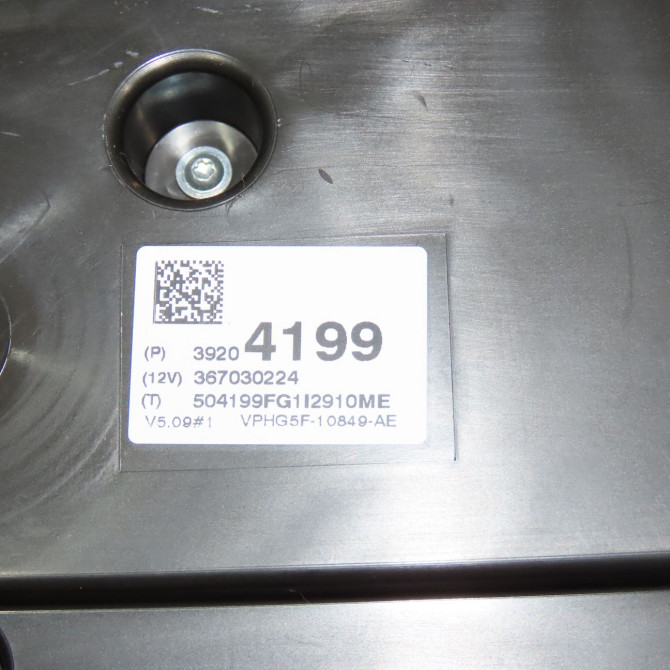 (P) 3920 4199
(12V) 367030224
(T) 504199FG1I2910ME
V5.09#1 VPHG5F-10849-AE